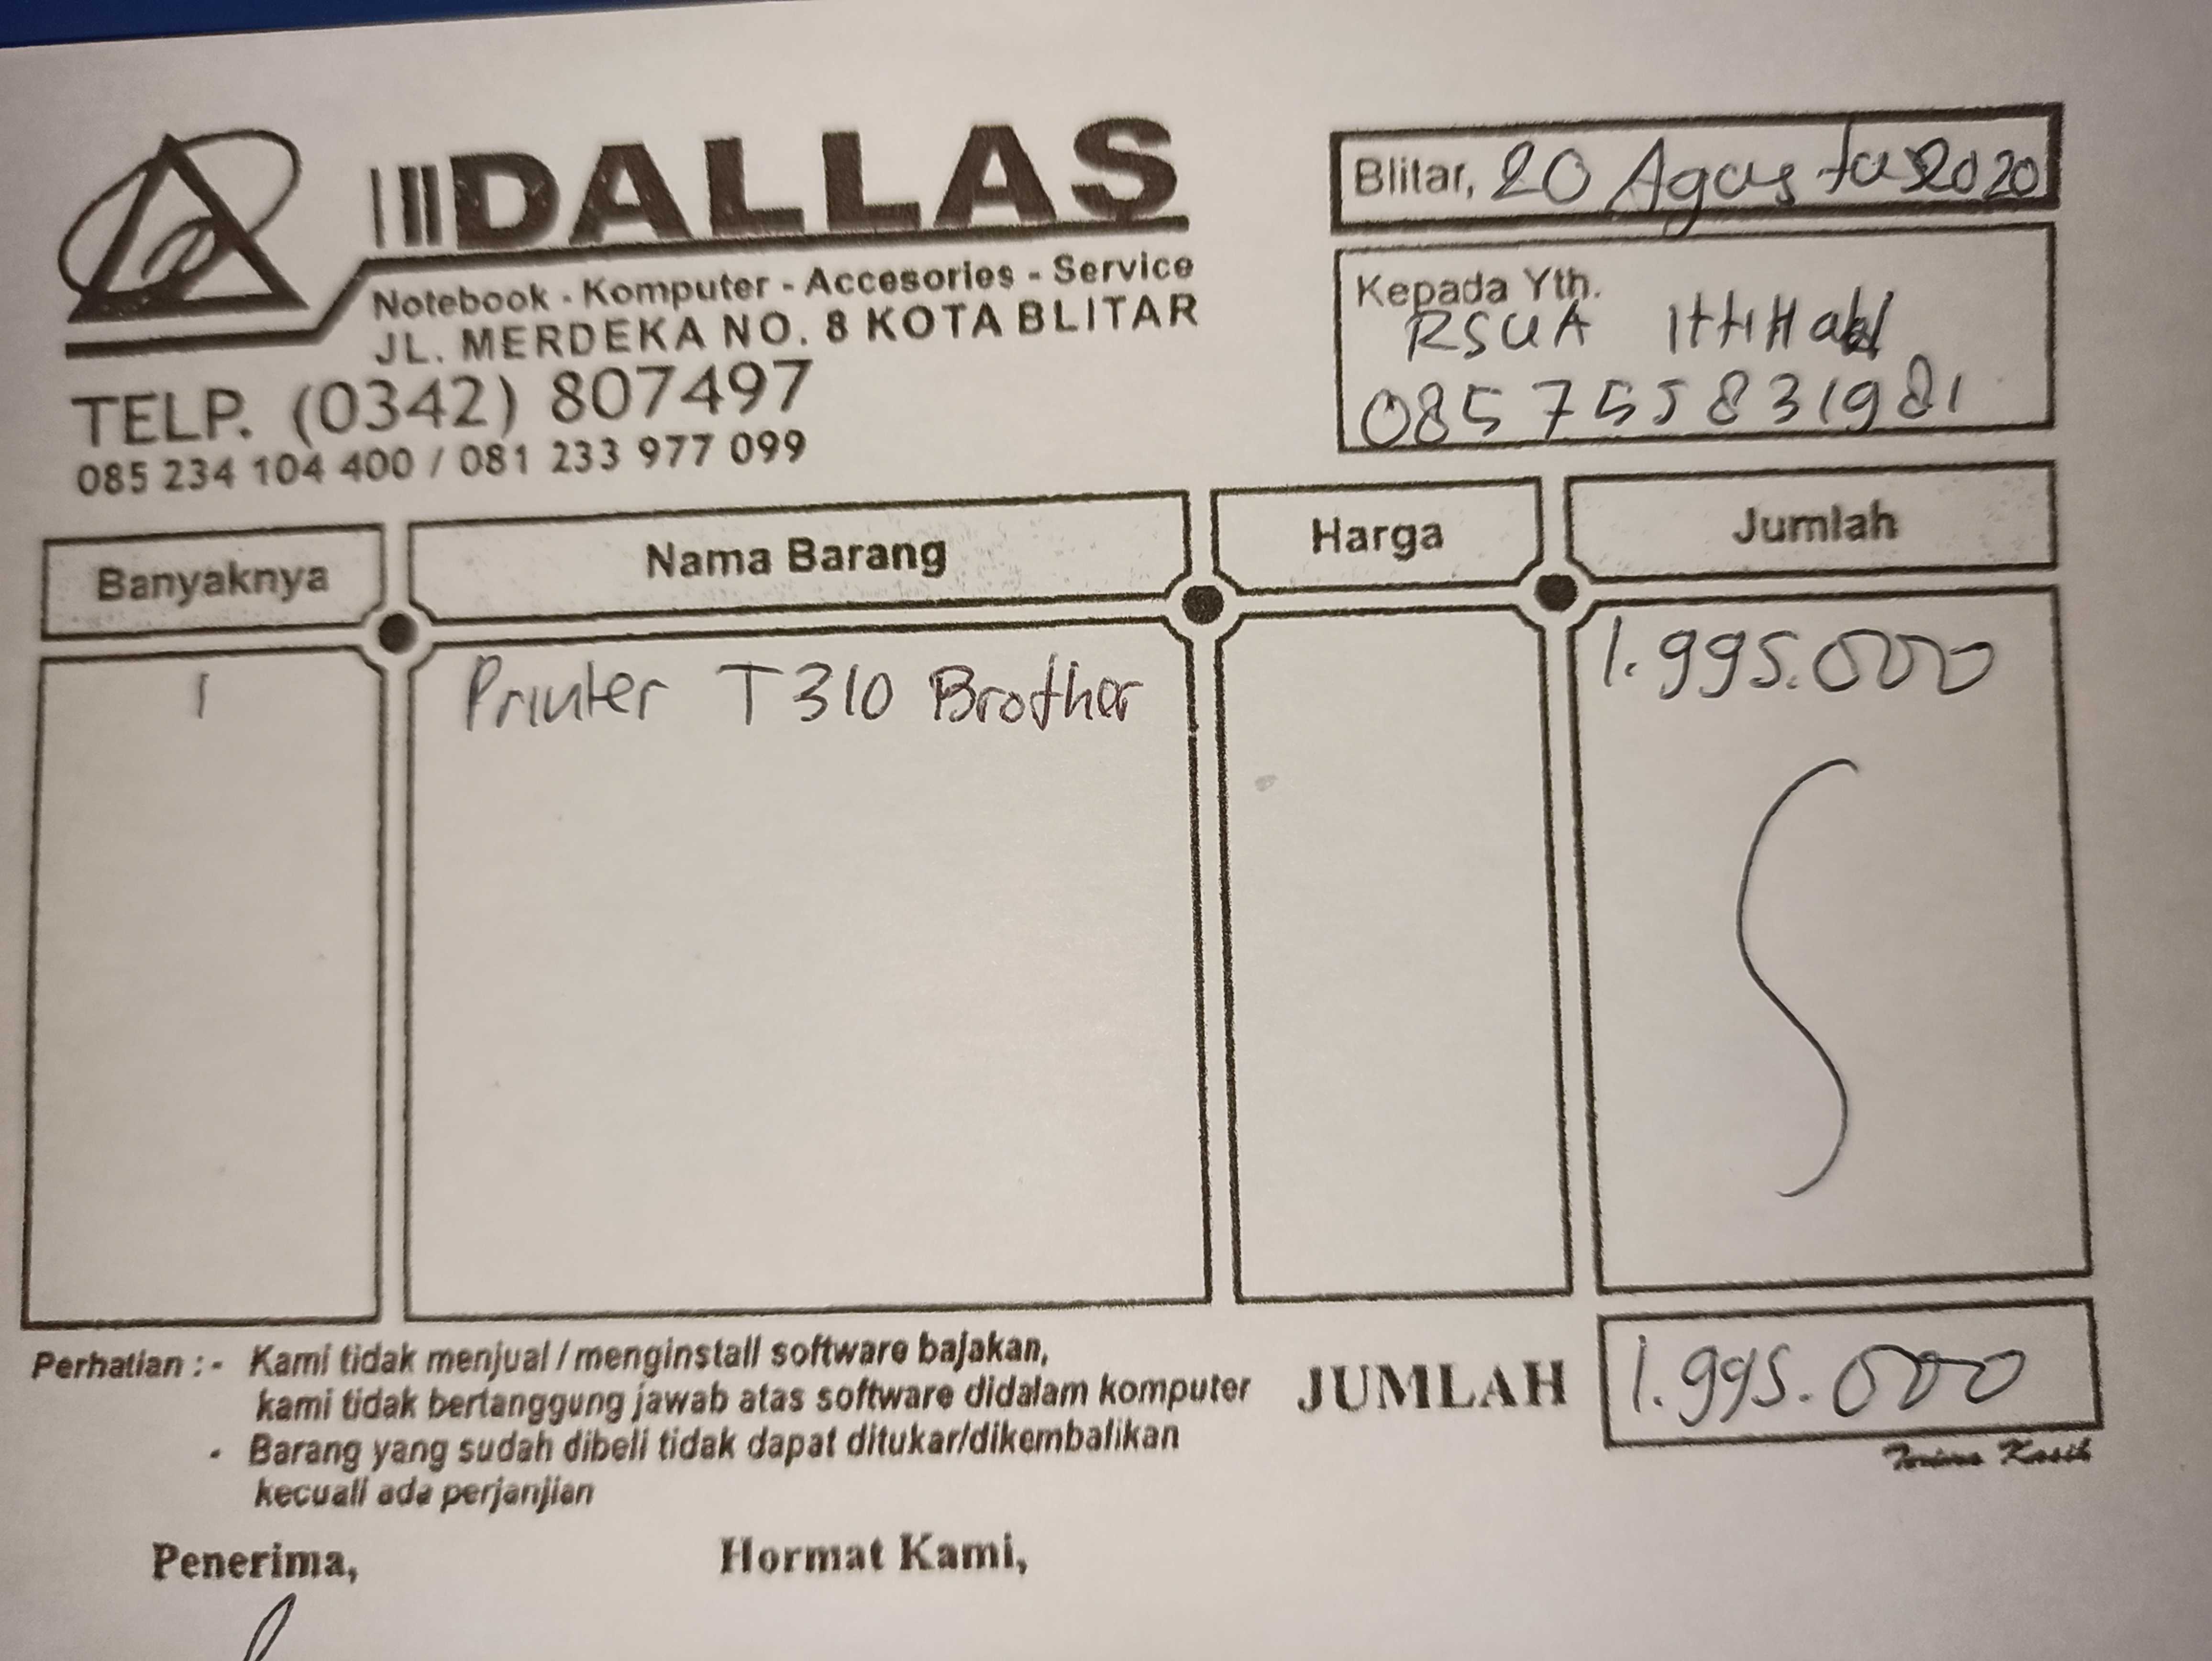 DALLAS
Notebook - Komputer - Accesories - Service
JL. MERDEKA NO. 8 KOTA BLITAR
TELP. (0342) 807497
085 234 104 400 / 081 233 977 099
Blitar, 20 Agustus 2020
Kepada Yth.
RSUA
085755831981
Banyaknya Nama Barang Harga Jumlah
1 Printer T310 Brother 1.995.000
Perhatian : - Kami tidak menjual / menginstall software bajakan,
kami tidak bertanggung jawab atas software didalam komputer
- Barang yang sudah dibeli tidak dapat ditukar/dikembalikan
kecuali ada perjanjian
JUMLAH 1.995.000
Terima Kasih
Penerima, Hormat Kami,